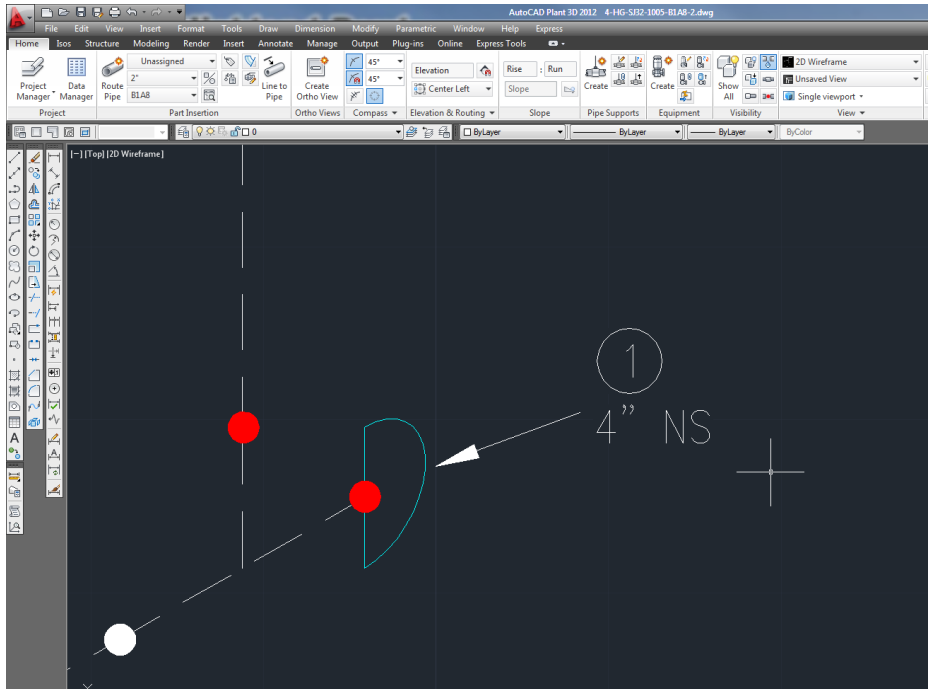 AutoCAD Plant 3D 2012 4-HG-SJ32-1005-B1A8-2.dwg
File Edit View Insert Format Tools Draw Dimension Modify Parametric Window Help Express
Home Isos Structure Modeling Render Insert Annotate Manage Output Plug-ins Online Express Tools
Project Manager
Data Manager
Route Pipe
Unassigned
2"
B1A8
Line to Pipe
Create Ortho View
45°
45°
Elevation
Center Left
Rise : Run
Slope
Create
Create
Show All
2D Wireframe
Unsaved View
Single viewport
Project Part Insertion Ortho Views Compass Elevation & Routing Slope Pipe Supports Equipment Visibility View
0 ByLayer ByLayer ByLayer ByColor
[−] [Top] [2D Wireframe]
1
4" NS